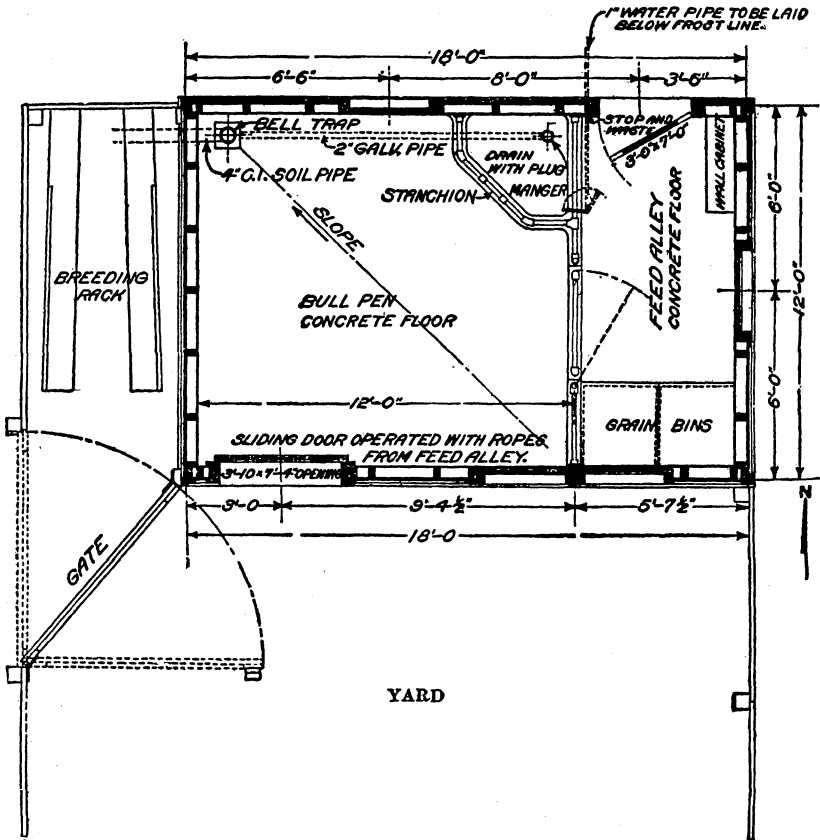 1" WATER PIPE TO BE LAID
BELOW FROST LINE.
18'-0"
6'-6"
8'-0"
3'-6"
BELL TRAP
2" GALV. PIPE
4" C.I. SOIL PIPE
DRAIN
WITH PLUG
MANGER
STANCHION
STOP AND
WASTE
3'-0"X7'-0"
WALL CABINET
6'-0"
12'-0"
6'-0"
SLOPE
BREEDING
RACK
BULL PEN
CONCRETE FLOOR
FEED ALLEY
CONCRETE FLOOR
12'-0"
GRAIN BINS
SLIDING DOOR OPERATED WITH ROPES
FROM FEED ALLEY.
3'-10 x 7'-4" OPENING
3'-0
9'-4½"
5'-7½"
18'-0
N
GATE
YARD